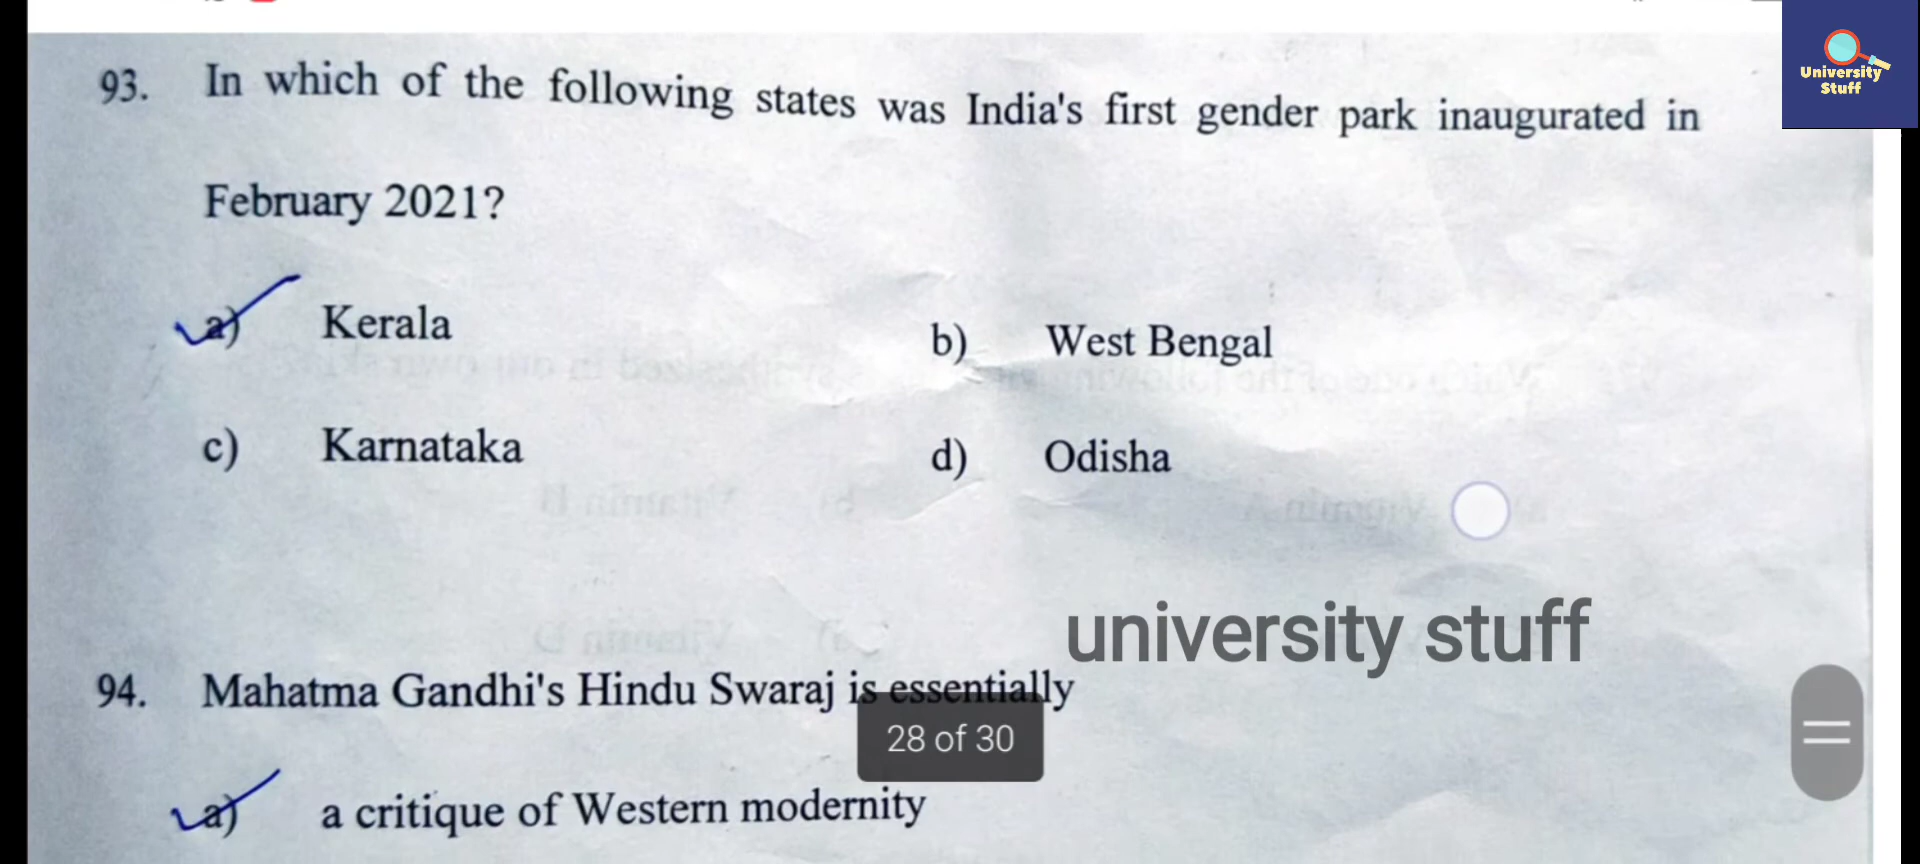 University
Stuff
93. In which of the following states was India's first gender park inaugurated in
February 2021?
a) Kerala
b) West Bengal
c) Karnataka
d) Odisha
university stuff
94. Mahatma Gandhi's Hindu Swaraj is essentially
28 of 30
a) a critique of Western modernity